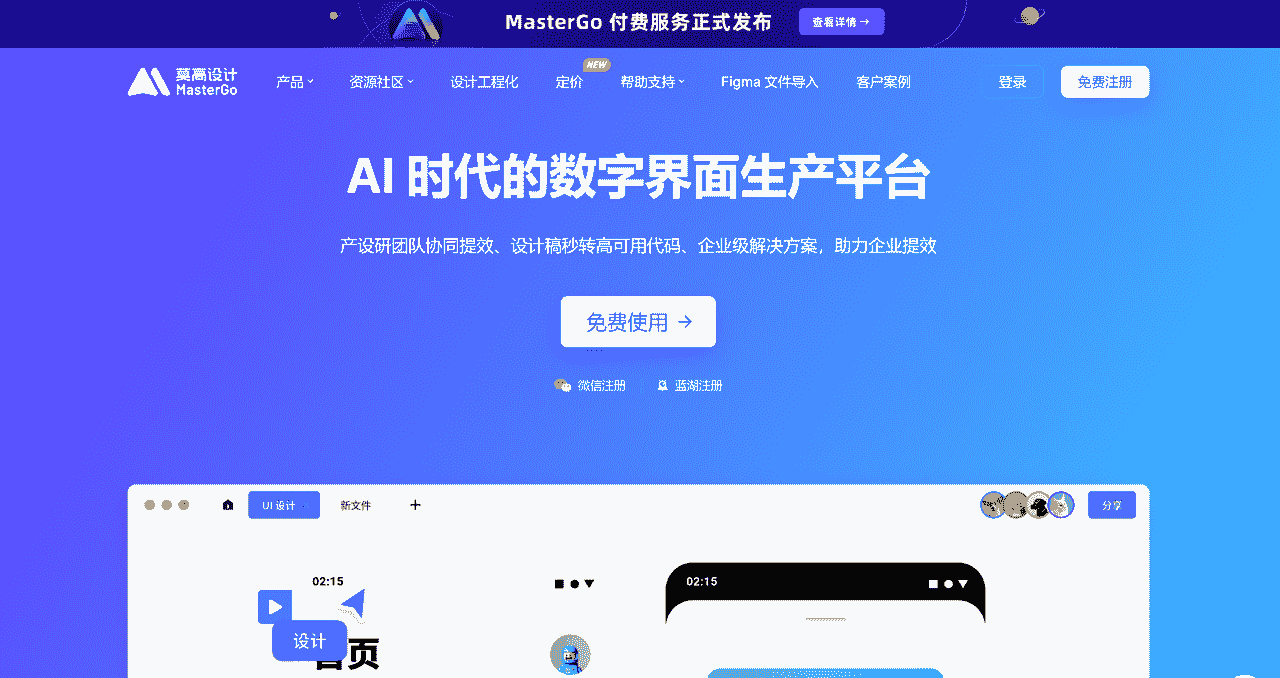 MasterGo 付费服务正式发布 查看详情 →
莫高设计
MasterGo
产品 资源社区 设计工程化 定价 NEW 帮助支持 Figma 文件导入 客户案例 登录 免费注册
AI 时代的数字界面生产平台
产设研团队协同提效、设计稿秒转高可用代码、企业级解决方案，助力企业提效
免费使用 →
微信注册 蓝湖注册
UI 设计 新文件 + 分享
02:15 02:15
设计
页